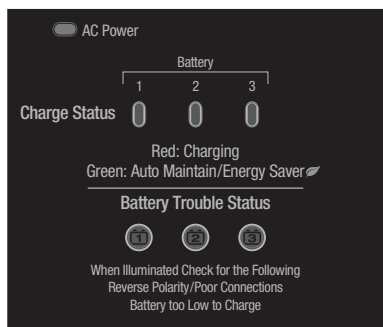 AC Power
Battery
1 2 3
Charge Status
Red: Charging
Green: Auto Maintain/Energy Saver
Battery Trouble Status
1 2 3
When Illuminated Check for the Following
Reverse Polarity/Poor Connections
Battery too Low to Charge